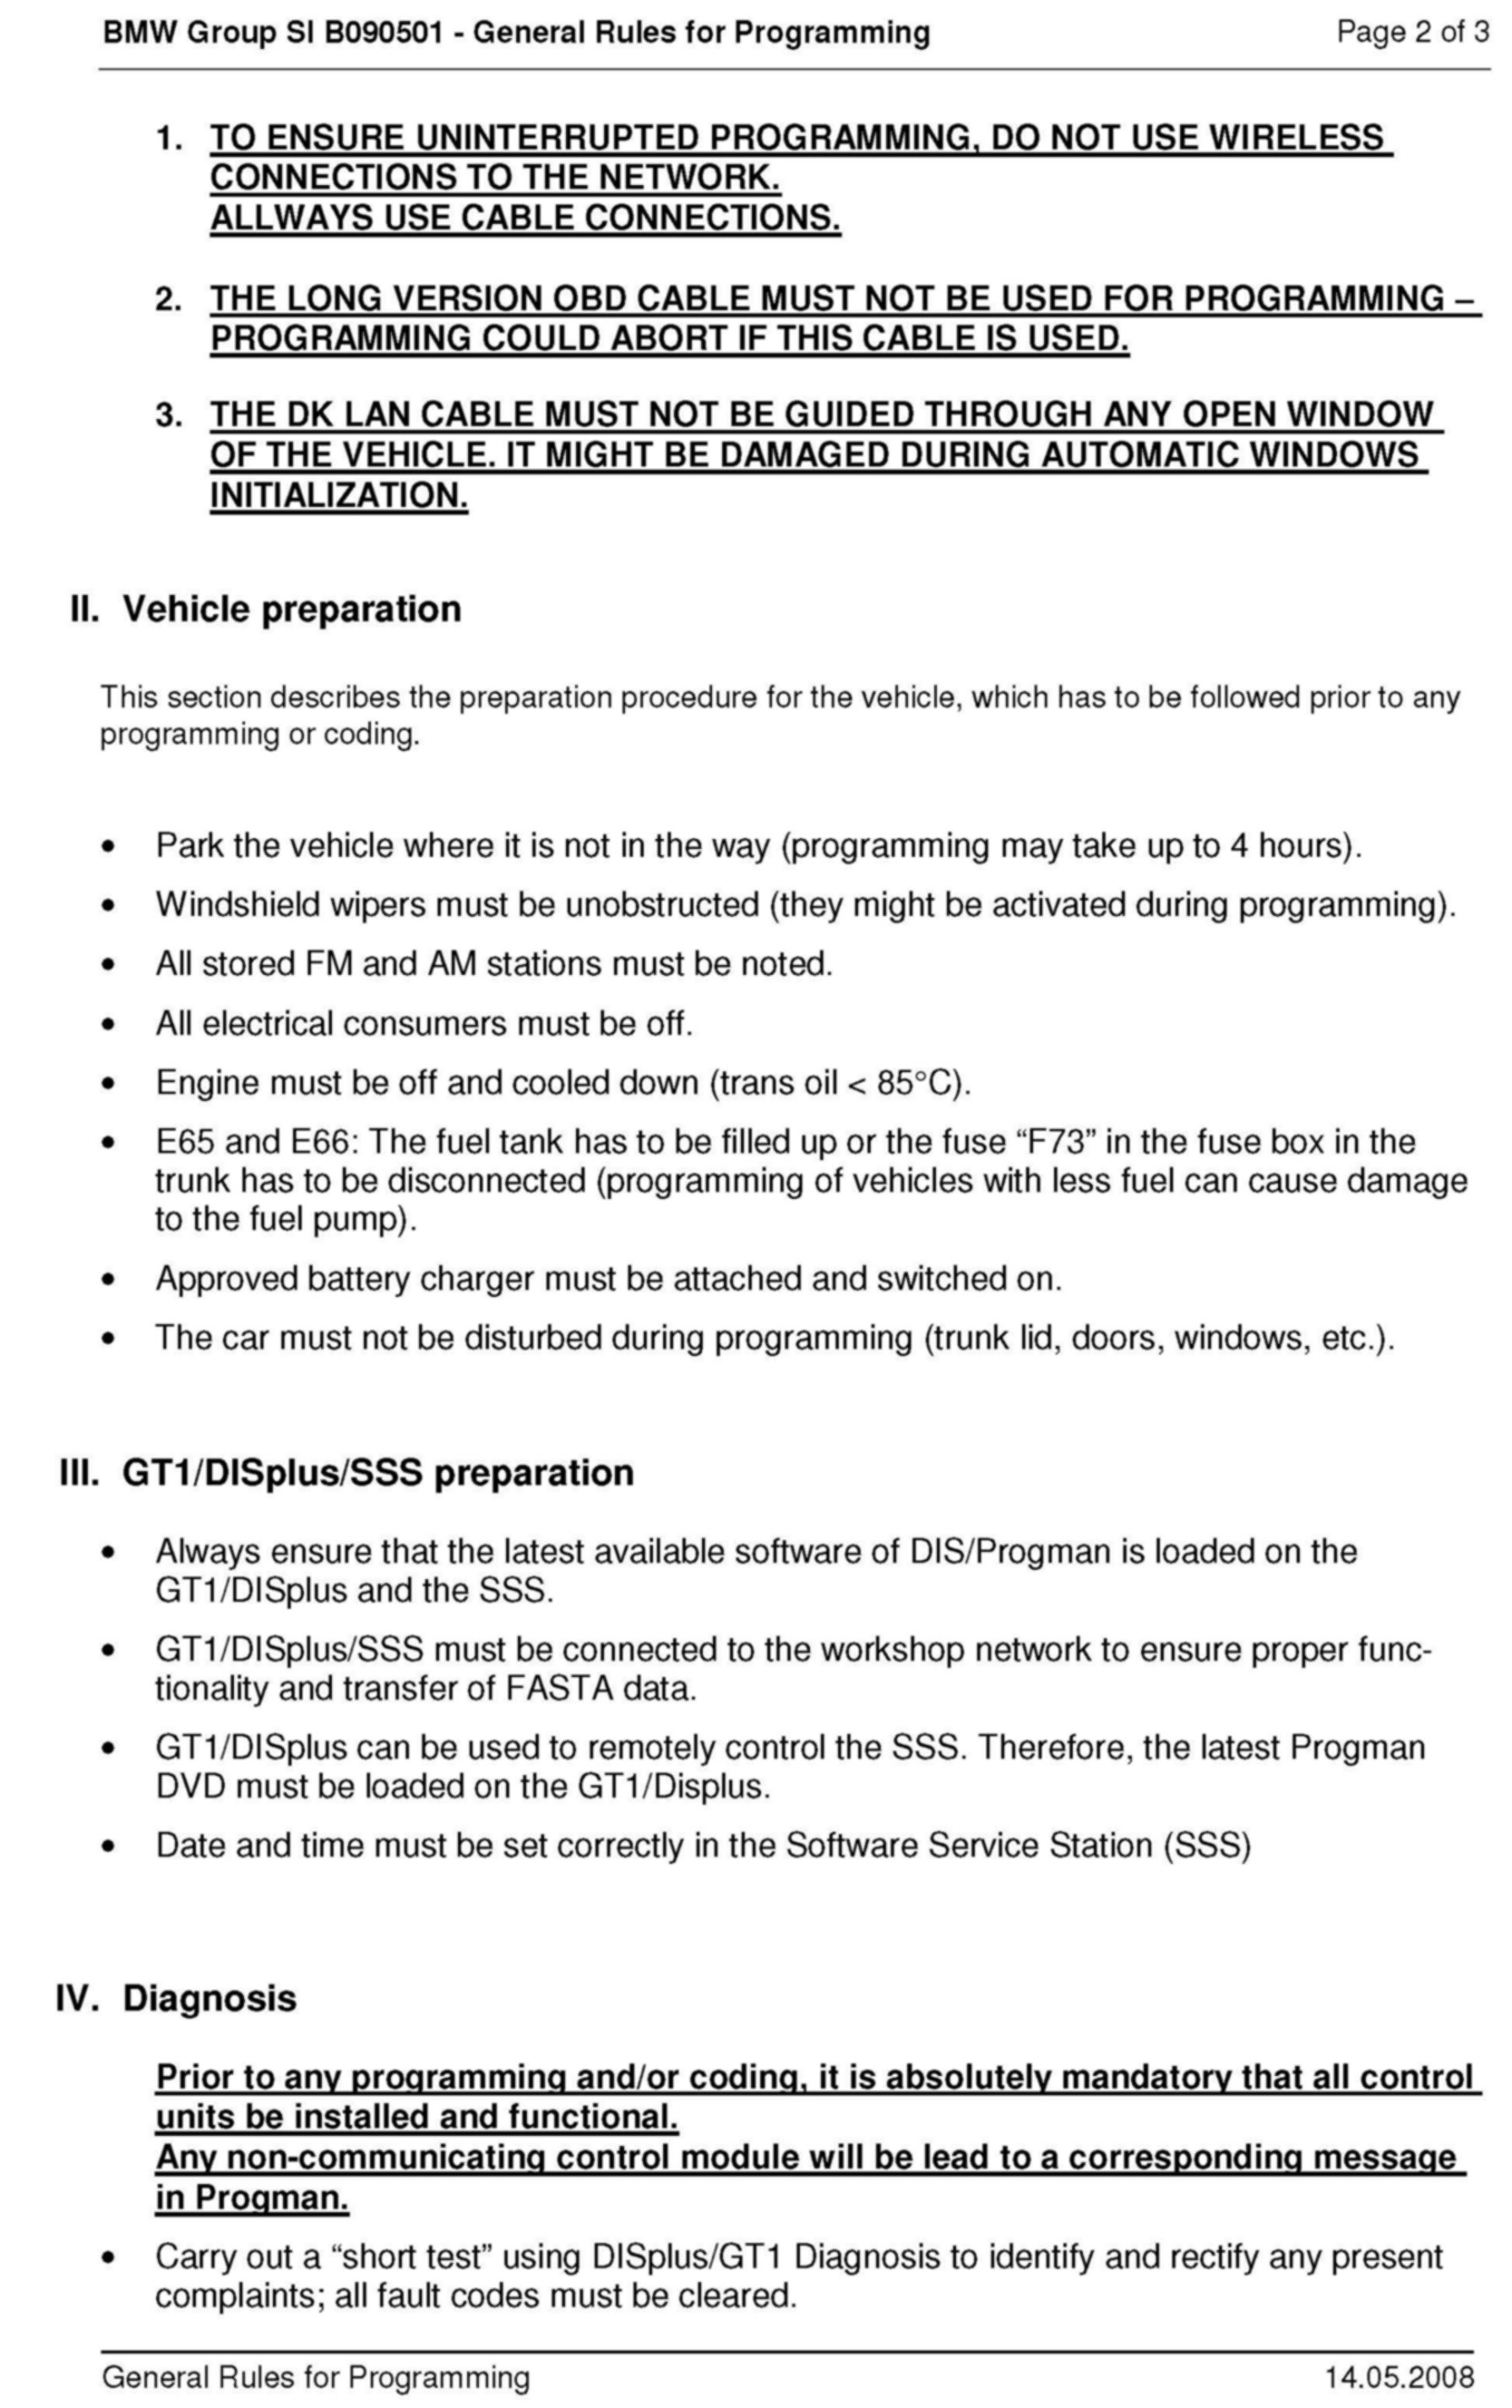 BMW Group SI B090501 - General Rules for Programming Page 2 of 3
1. TO ENSURE UNINTERRUPTED PROGRAMMING, DO NOT USE WIRELESS
CONNECTIONS TO THE NETWORK.
ALLWAYS USE CABLE CONNECTIONS.
2. THE LONG VERSION OBD CABLE MUST NOT BE USED FOR PROGRAMMING –
PROGRAMMING COULD ABORT IF THIS CABLE IS USED.
3. THE DK LAN CABLE MUST NOT BE GUIDED THROUGH ANY OPEN WINDOW
OF THE VEHICLE. IT MIGHT BE DAMAGED DURING AUTOMATIC WINDOWS
INITIALIZATION.
II. Vehicle preparation
This section describes the preparation procedure for the vehicle, which has to be followed prior to any
programming or coding.
• Park the vehicle where it is not in the way (programming may take up to 4 hours).
• Windshield wipers must be unobstructed (they might be activated during programming).
• All stored FM and AM stations must be noted.
• All electrical consumers must be off.
• Engine must be off and cooled down (trans oil < 85°C).
• E65 and E66: The fuel tank has to be filled up or the fuse “F73” in the fuse box in the
trunk has to be disconnected (programming of vehicles with less fuel can cause damage
to the fuel pump).
• Approved battery charger must be attached and switched on.
• The car must not be disturbed during programming (trunk lid, doors, windows, etc.).
III. GT1/DISplus/SSS preparation
• Always ensure that the latest available software of DIS/Progman is loaded on the
GT1/DISplus and the SSS.
• GT1/DISplus/SSS must be connected to the workshop network to ensure proper func-
tionality and transfer of FASTA data.
• GT1/DISplus can be used to remotely control the SSS. Therefore, the latest Progman
DVD must be loaded on the GT1/Displus.
• Date and time must be set correctly in the Software Service Station (SSS)
IV. Diagnosis
Prior to any programming and/or coding, it is absolutely mandatory that all control
units be installed and functional.
Any non-communicating control module will be lead to a corresponding message
in Progman.
• Carry out a “short test” using DISplus/GT1 Diagnosis to identify and rectify any present
complaints; all fault codes must be cleared.
General Rules for Programming 14.05.2008